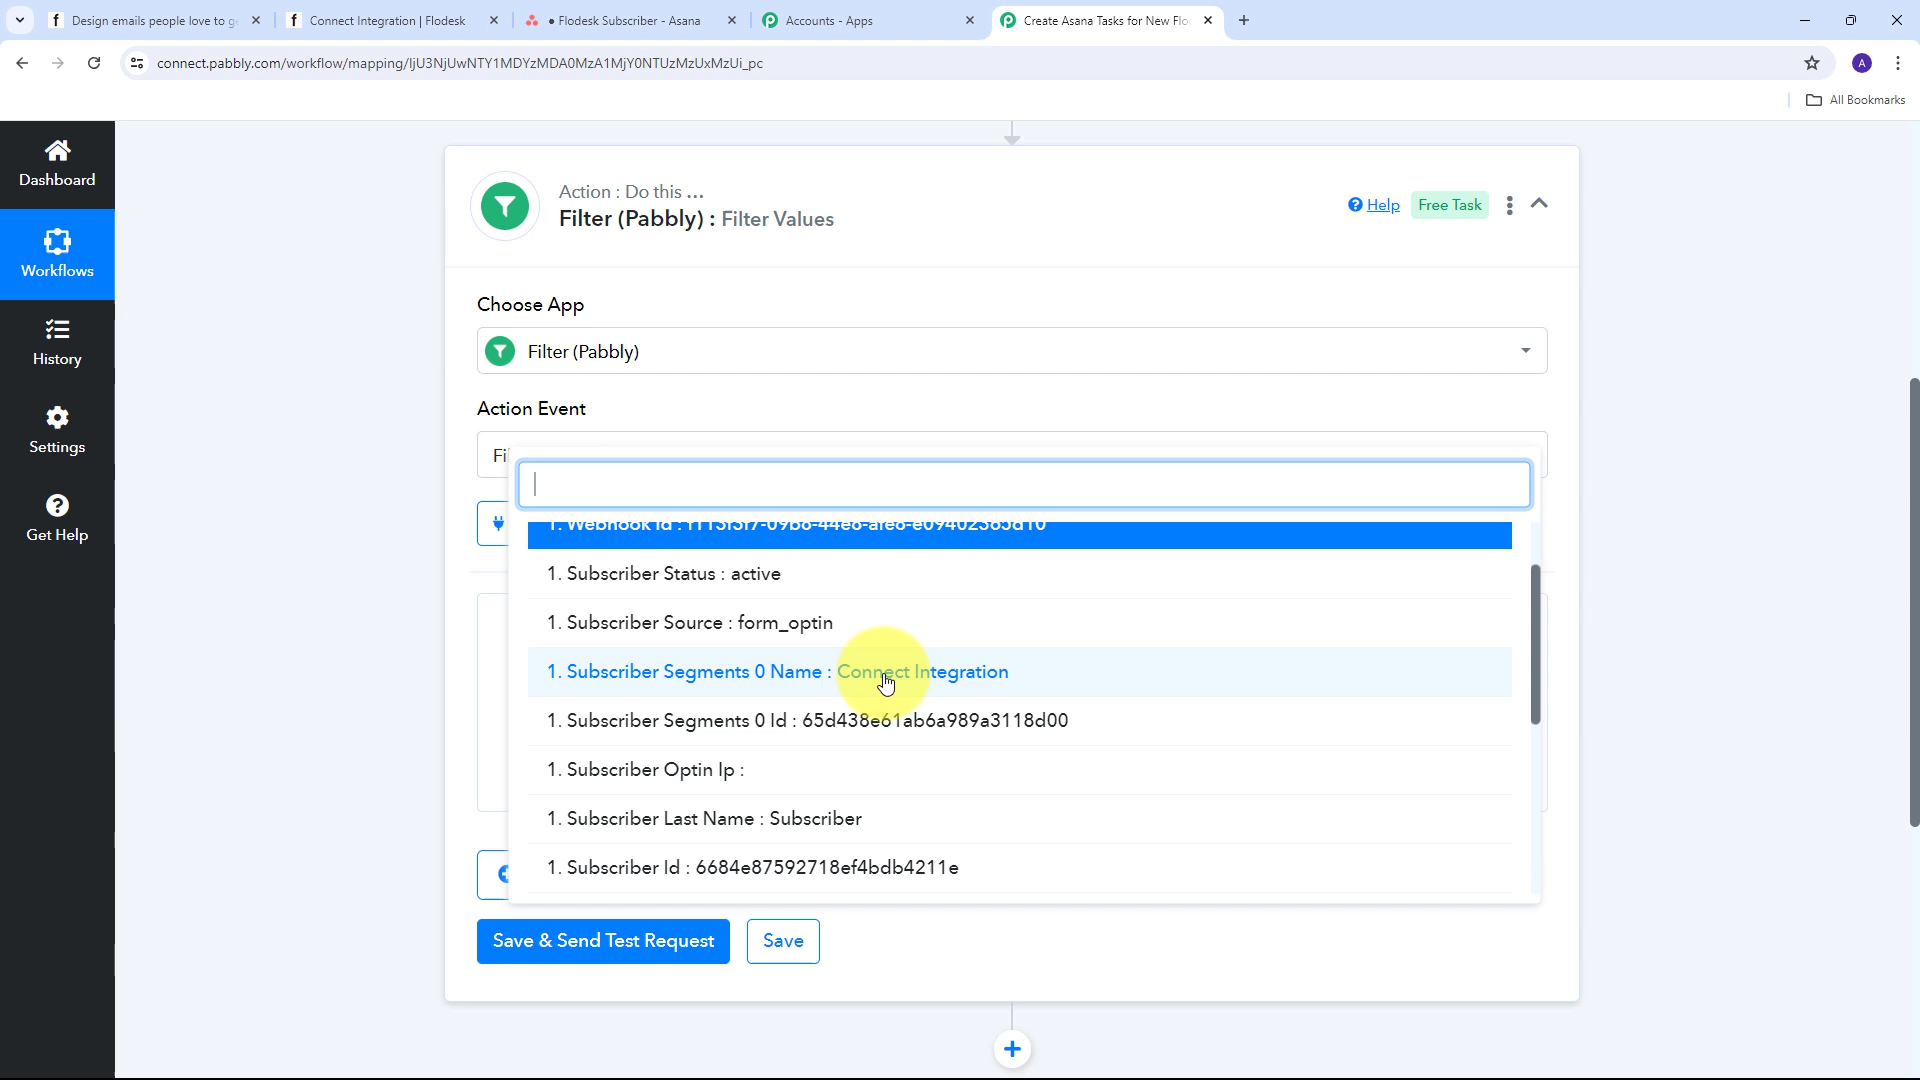 Design emails people love to g
Connect Integration | Flodesk
• Flodesk Subscriber - Asana
Accounts - Apps
Create Asana Tasks for New Flo
connect.pabbly.com/workflow/mapping/IjU3NjUwNTY1MDYzMDA0MzA1MjY0NTUzMzUxMzUi_pc
A
All Bookmarks
Dashboard
Workflows
History
Settings
Get Help
Action : Do this ...
Filter (Pabbly) : Filter Values
Help
Free Task
Choose App
Filter (Pabbly)
Action Event
Fi
1. Subscriber Status : active
1. Subscriber Source : form_optin
1. Subscriber Segments 0 Name : Connect Integration
1. Subscriber Segments 0 Id : 65d438e61ab6a989a3118d00
1. Subscriber Optin Ip :
1. Subscriber Last Name : Subscriber
1. Subscriber Id : 6684e87592718ef4bdb4211e
Save & Send Test Request
Save